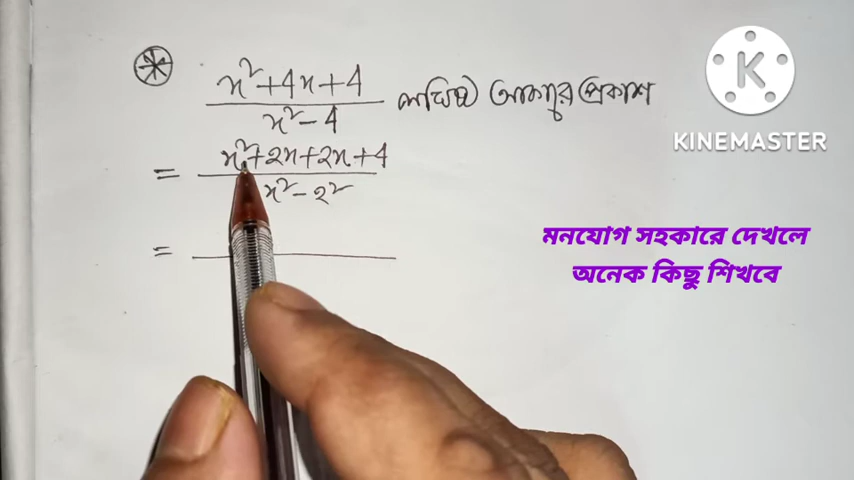 x²+4x+4 / x²-4 লঘিষ্ঠ আকারে প্রকাশ
= x²+2x+2x+4 / x²-2²
=
KINEMASTER
মনযোগ সহকারে দেখলে
অনেক কিছু শিখবে